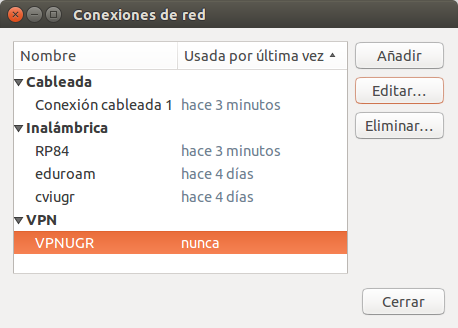 Conexiones de red
Nombre Usada por última vez
Añadir
Cableada
Editar...
Conexión cableada 1 hace 3 minutos
Inalámbrica
Eliminar...
RP84 hace 3 minutos
eduroam hace 4 días
cviugr hace 4 días
VPN
VPNUGR nunca
Cerrar